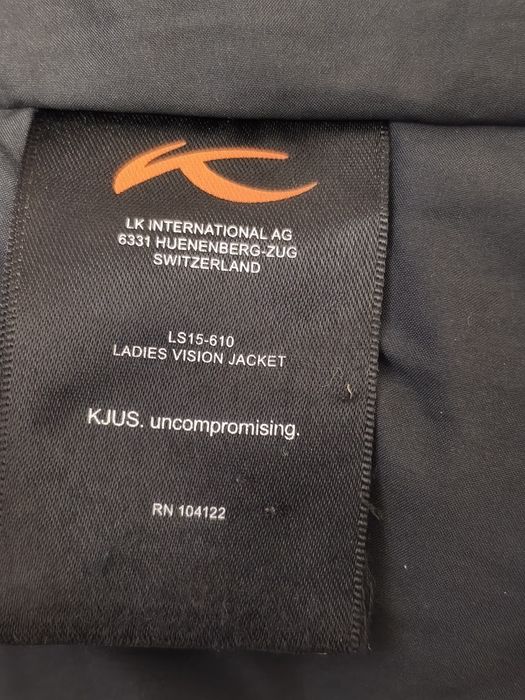 LK INTERNATIONAL AG
6331 HUENENBERG-ZUG
SWITZERLAND
LS15-610
LADIES VISION JACKET
KJUS. uncompromising.
RN 104122